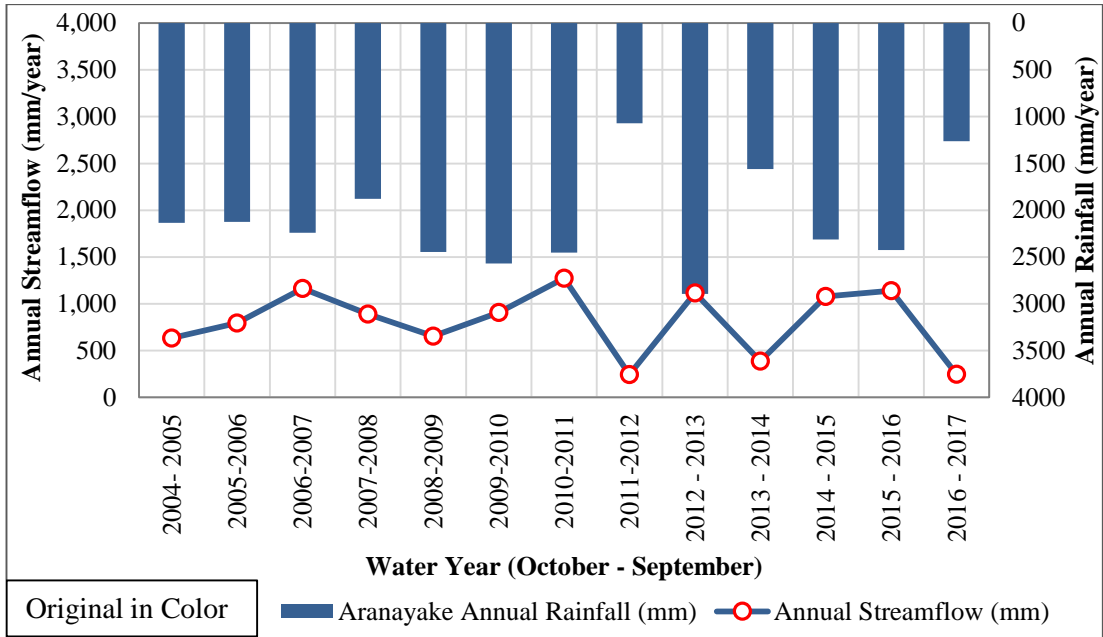 Annual Streamflow (mm/year)
4,000
3,500
3,000
2,500
2,000
1,500
1,000
500
0
0
500
1000
1500
2000
2500
3000
3500
4000
Annual Rainfall (mm/year)
2004- 2005
2005-2006
2006-2007
2007-2008
2008-2009
2009-2010
2010-2011
2011-2012
2012 - 2013
2013 - 2014
2014 - 2015
2015 - 2016
2016 - 2017
Water Year (October - September)
Original in Color
Aranayake Annual Rainfall (mm)
Annual Streamflow (mm)